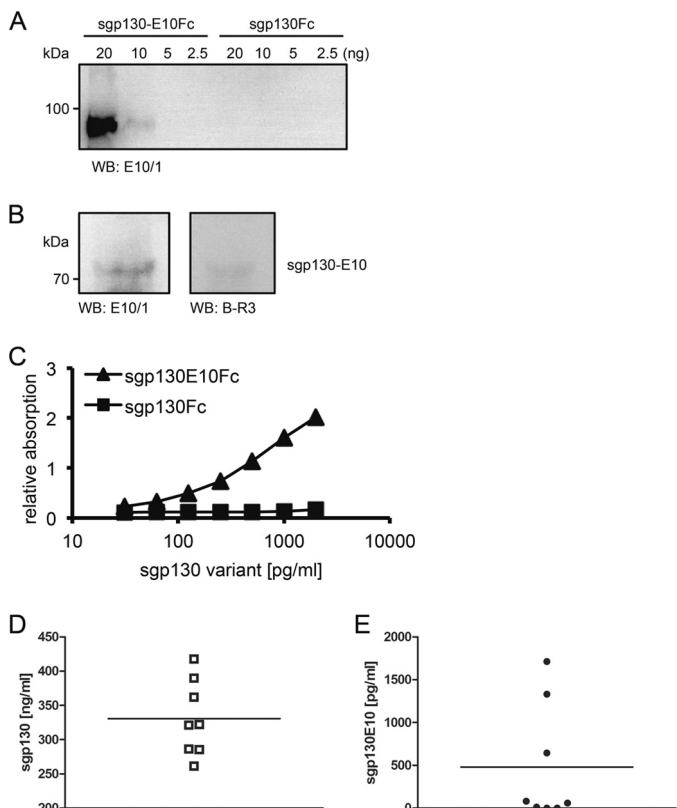 A
sgp130-E10Fc sgp130Fc
kDa 20 10 5 2.5 20 10 5 2.5 (ng)
100
WB: E10/1
B
kDa
70
sgp130-E10
WB: E10/1 WB: B-R3
C
3
2
1
0
relative absorption
sgp130E10Fc
sgp130Fc
10 100 1000 10000
sgp130 variant [pg/ml]
D
450
400
350
300
250
200
sgp130 [ng/ml]
E
2000
1500
1000
500
0
sgp130E10 [pg/ml]